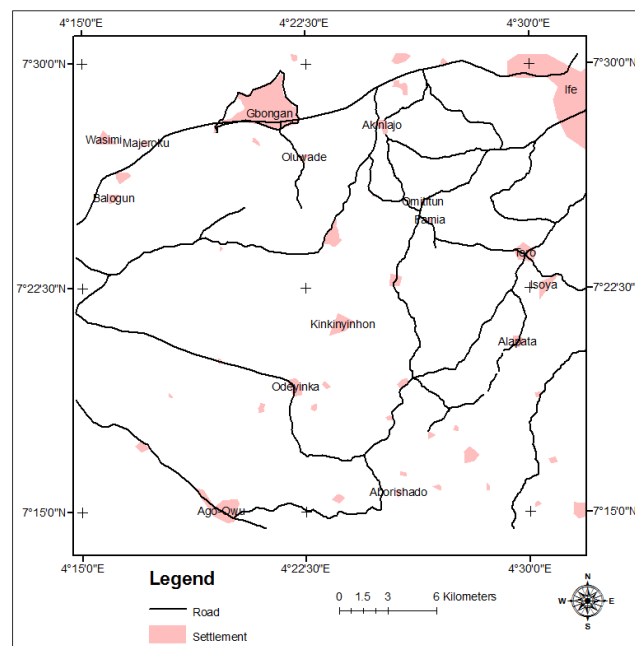 4°15'0"E 4°22'30"E 4°30'0"E
7°30'0"N 7°30'0"N
Ife
Gbongan
Akinlajo
Wasimi Majeroku
Oluwade
Balogun
Omifitun
Famia
Toro
7°22'30"N Isoya 7°22'30"N
Kinkinyinhon
Alapata
Odeyinka
Aborishado
7°15'0"N Ago-Owu 7°15'0"N
4°15'0"E 4°22'30"E 4°30'0"E
Legend
Road
Settlement
0 1.5 3 6 Kilometers
N
W E
S